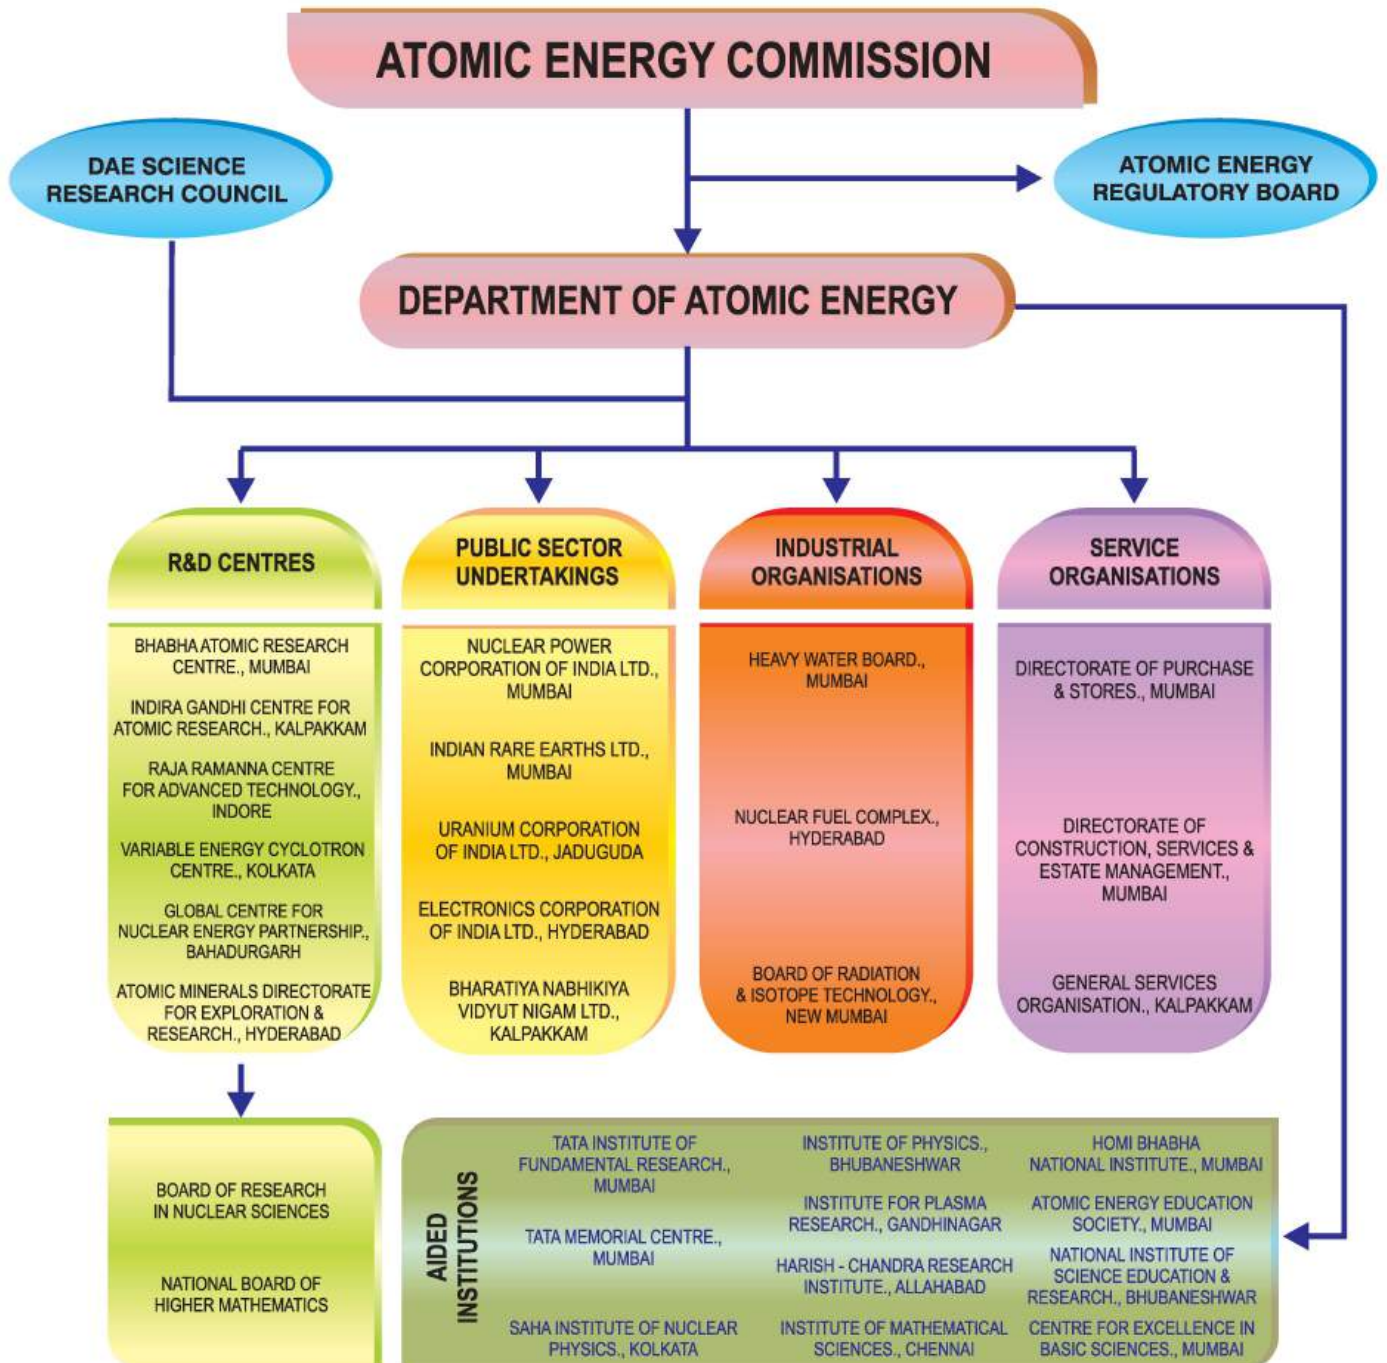 ATOMIC ENERGY COMMISSION
DAE SCIENCE
RESEARCH COUNCIL
ATOMIC ENERGY
REGULATORY BOARD
DEPARTMENT OF ATOMIC ENERGY
R&D CENTRES
BHABHA ATOMIC RESEARCH
CENTRE., MUMBAI
INDIRA GANDHI CENTRE FOR
ATOMIC RESEARCH., KALPAKKAM
RAJA RAMANNA CENTRE
FOR ADVANCED TECHNOLOGY.,
INDORE
VARIABLE ENERGY CYCLOTRON
CENTRE., KOLKATA
GLOBAL CENTRE FOR
NUCLEAR ENERGY PARTNERSHIP.,
BAHADURGARH
ATOMIC MINERALS DIRECTORATE
FOR EXPLORATION &
RESEARCH., HYDERABAD
PUBLIC SECTOR
UNDERTAKINGS
NUCLEAR POWER
CORPORATION OF INDIA LTD.,
MUMBAI
INDIAN RARE EARTHS LTD.,
MUMBAI
URANIUM CORPORATION
OF INDIA LTD., JADUGUDA
ELECTRONICS CORPORATION
OF INDIA LTD., HYDERABAD
BHARATIYA NABHIKIYA
VIDYUT NIGAM LTD.,
KALPAKKAM
INDUSTRIAL
ORGANISATIONS
HEAVY WATER BOARD.,
MUMBAI
NUCLEAR FUEL COMPLEX.,
HYDERABAD
BOARD OF RADIATION
& ISOTOPE TECHNOLOGY.,
NEW MUMBAI
SERVICE
ORGANISATIONS
DIRECTORATE OF PURCHASE
& STORES., MUMBAI
DIRECTORATE OF
CONSTRUCTION, SERVICES &
ESTATE MANAGEMENT.,
MUMBAI
GENERAL SERVICES
ORGANISATION., KALPAKKAM
BOARD OF RESEARCH
IN NUCLEAR SCIENCES
NATIONAL BOARD OF
HIGHER MATHEMATICS
AIDED
INSTITUTIONS
TATA INSTITUTE OF
FUNDAMENTAL RESEARCH.,
MUMBAI
TATA MEMORIAL CENTRE.,
MUMBAI
SAHA INSTITUTE OF NUCLEAR
PHYSICS., KOLKATA
INSTITUTE OF PHYSICS.,
BHUBANESHWAR
INSTITUTE FOR PLASMA
RESEARCH., GANDHINAGAR
HARISH - CHANDRA RESEARCH
INSTITUTE., ALLAHABAD
INSTITUTE OF MATHEMATICAL
SCIENCES., CHENNAI
HOMI BHABHA
NATIONAL INSTITUTE., MUMBAI
ATOMIC ENERGY EDUCATION
SOCIETY., MUMBAI
NATIONAL INSTITUTE OF
SCIENCE EDUCATION &
RESEARCH., BHUBANESHWAR
CENTRE FOR EXCELLENCE IN
BASIC SCIENCES., MUMBAI